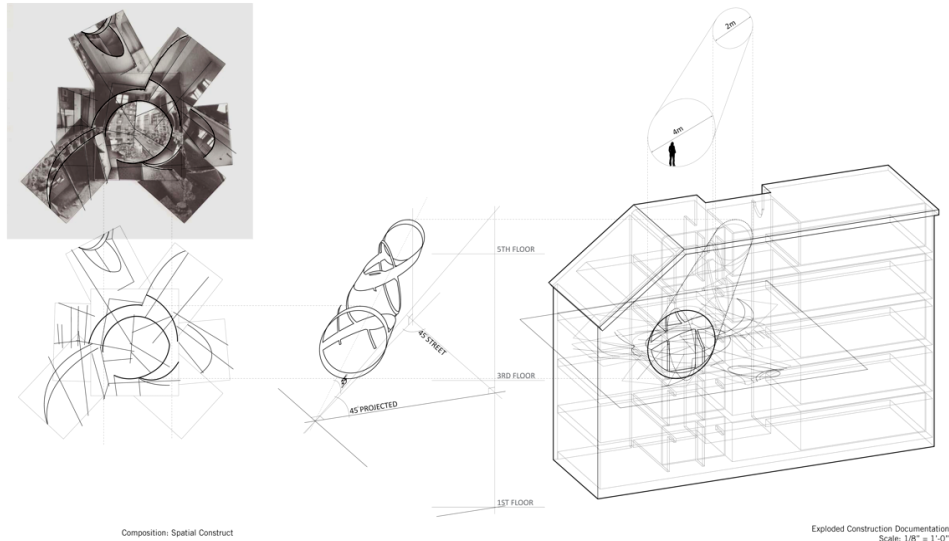 2m
4m
5TH FLOOR
45 STREET
3RD FLOOR
45 PROJECTED
1ST FLOOR
Composition: Spatial Construct
Exploded Construction Documentation
Scale: 1/8" = 1'-0"